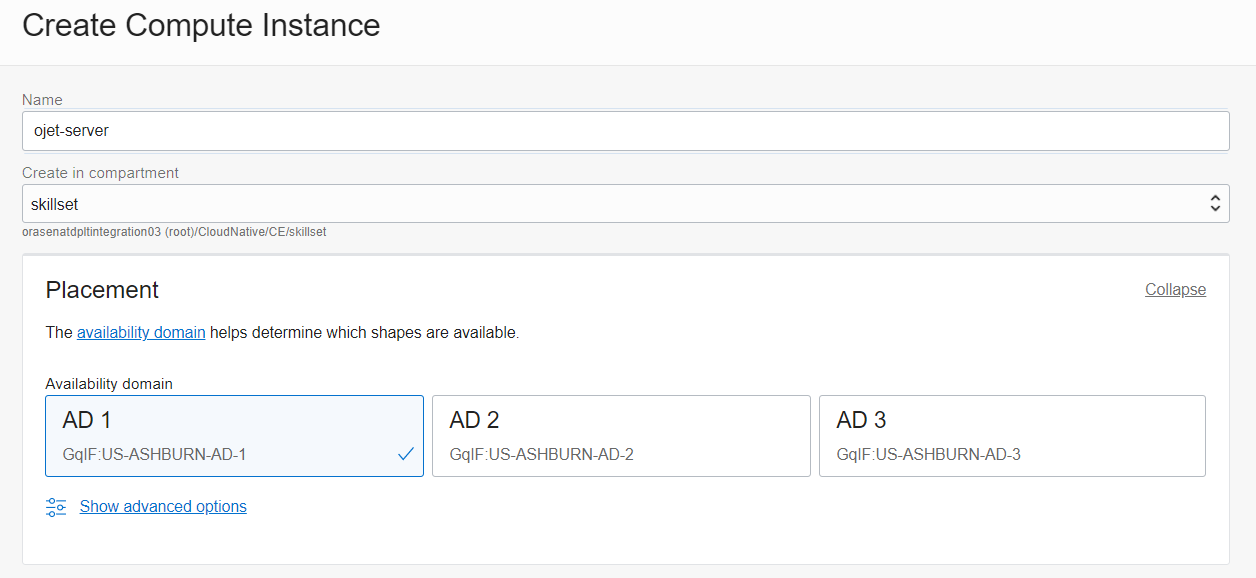 Create Compute Instance
Name
ojet-server
Create in compartment
skillset
orasenatdpltintegration03 (root)/CloudNative/CE/skillset
Placement
Collapse
The availability domain helps determine which shapes are available.
Availability domain
AD 1
GqIF:US-ASHBURN-AD-1
AD 2
GqIF:US-ASHBURN-AD-2
AD 3
GqIF:US-ASHBURN-AD-3
Show advanced options